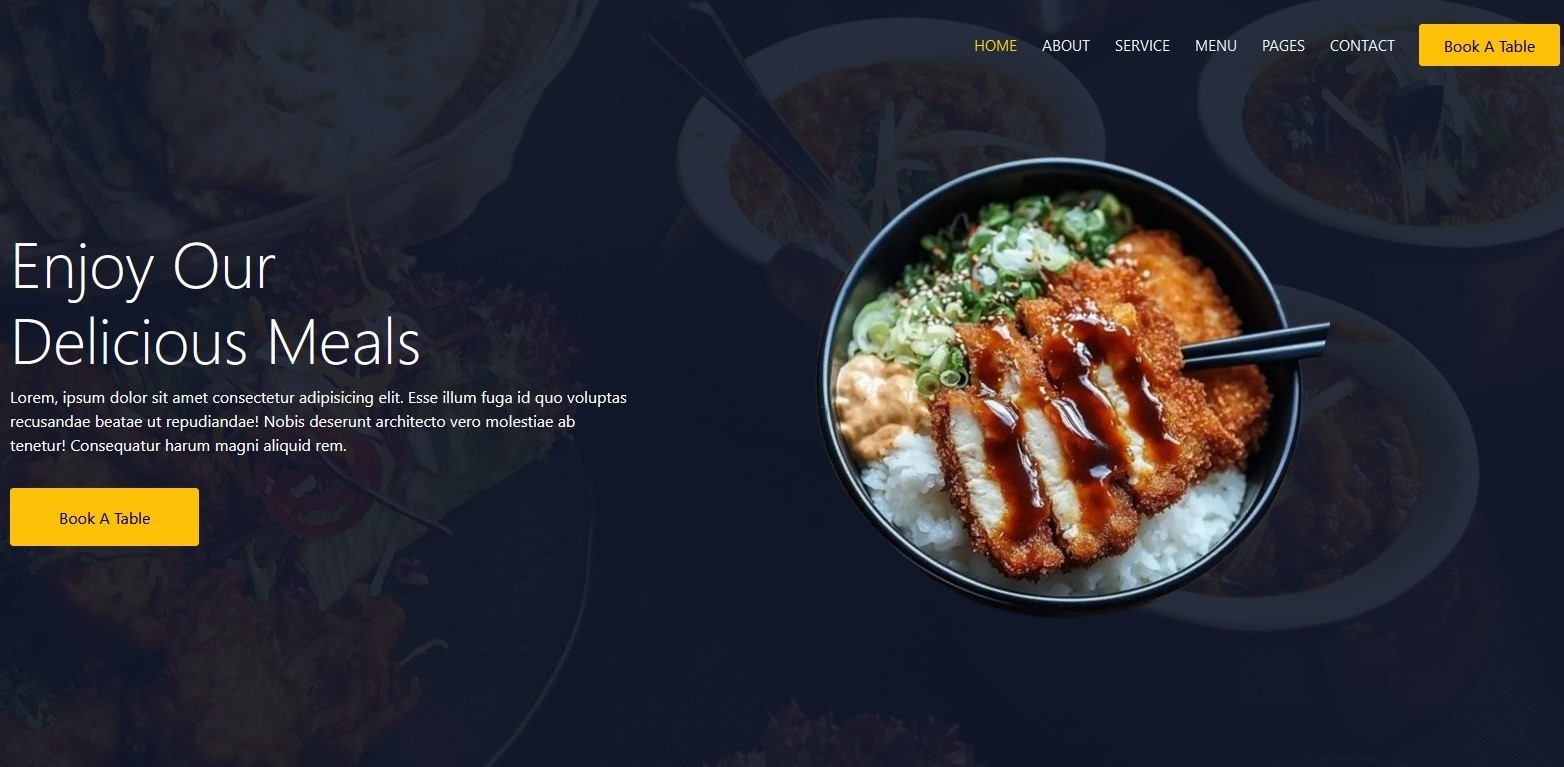 HOME ABOUT SERVICE MENU PAGES CONTACT Book A Table
Enjoy Our
Delicious Meals
Lorem, ipsum dolor sit amet consectetur adipisicing elit. Esse illum fuga id quo voluptas
recusandae beatae ut repudiandae! Nobis deserunt architecto vero molestiae ab
tenetur! Consequatur harum magni aliquid rem.
Book A Table